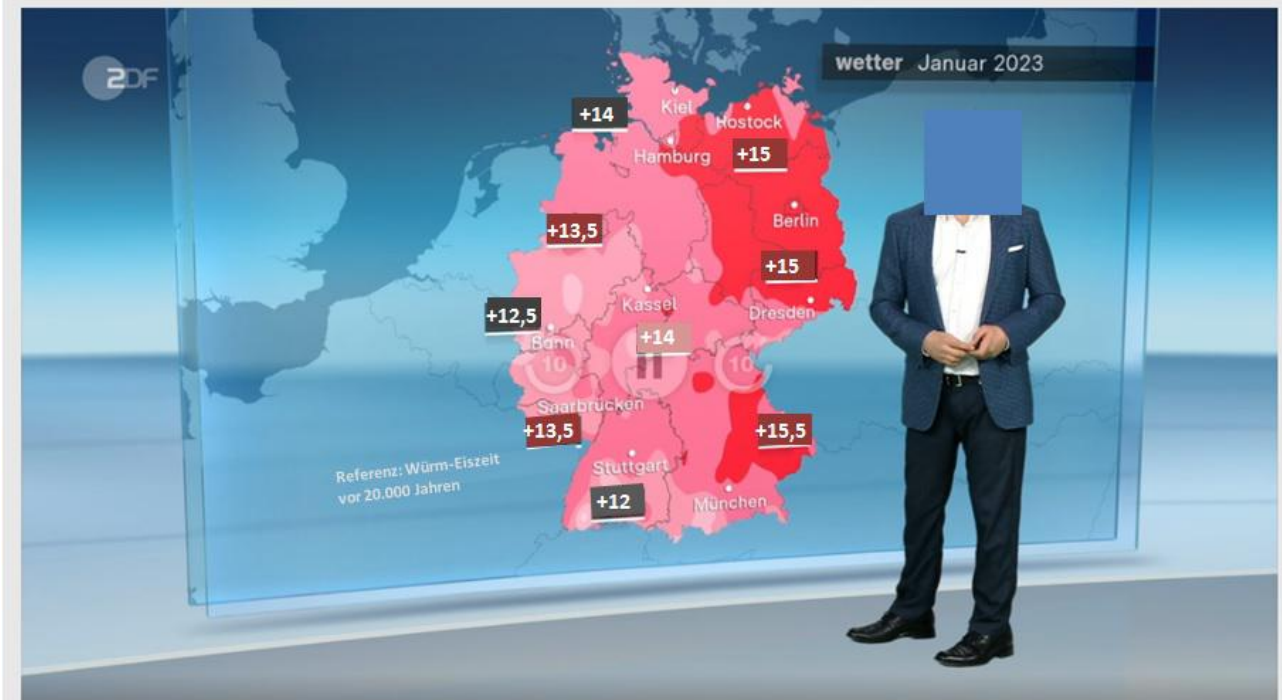 ZDF
wetter Januar 2023
+14
Kiel
Rostock
Hamburg
+15
Berlin
+13,5
+15
Kassel
Dresden
+12,5
Bonn
+14
10
10
Saarbrücken
+13,5
+15,5
Referenz: Würm-Eiszeit
vor 20.000 Jahren
Stuttgart
+12
München